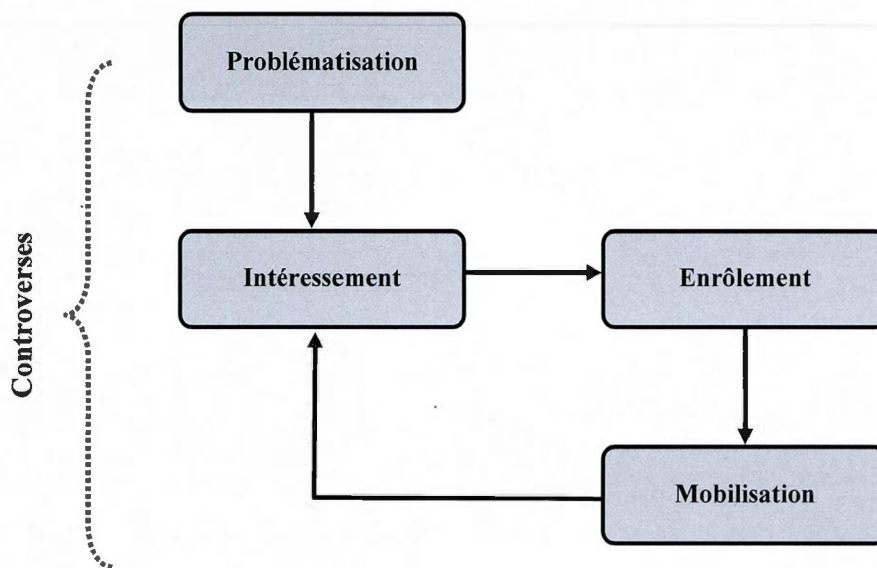 Problématisation
Controverses
Intéressement
Enrôlement
Mobilisation